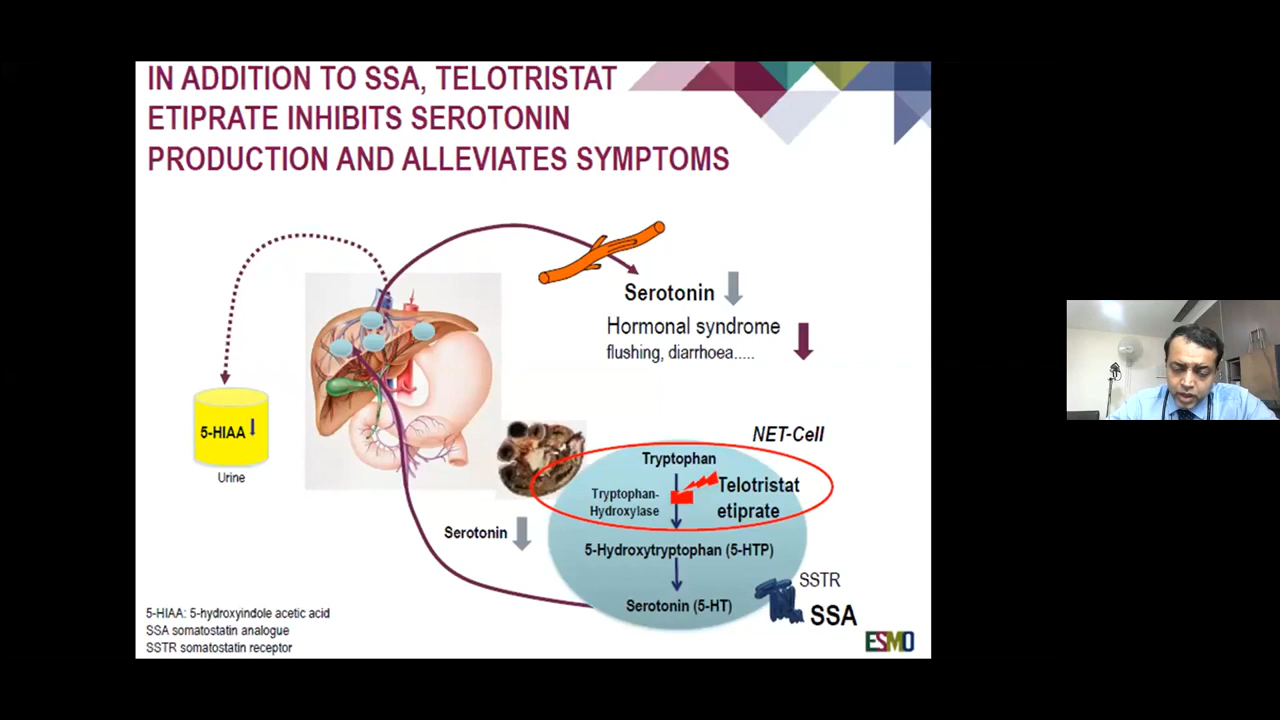 IN ADDITION TO SSA, TELOTRISTAT
ETIPRATE INHIBITS SEROTONIN
PRODUCTION AND ALLEVIATES SYMPTOMS
Serotonin
Hormonal syndrome
flushing, diarrhoea.....
5-HIAA
Urine
NET-Cell
Tryptophan
Tryptophan-
Hydroxylase
Telotristat
etiprate
Serotonin
5-Hydroxytryptophan (5-HTP)
SSTR
Serotonin (5-HT)
SSA
5-HIAA: 5-hydroxyindole acetic acid
SSA somatostatin analogue
SSTR somatostatin receptor
ESMO